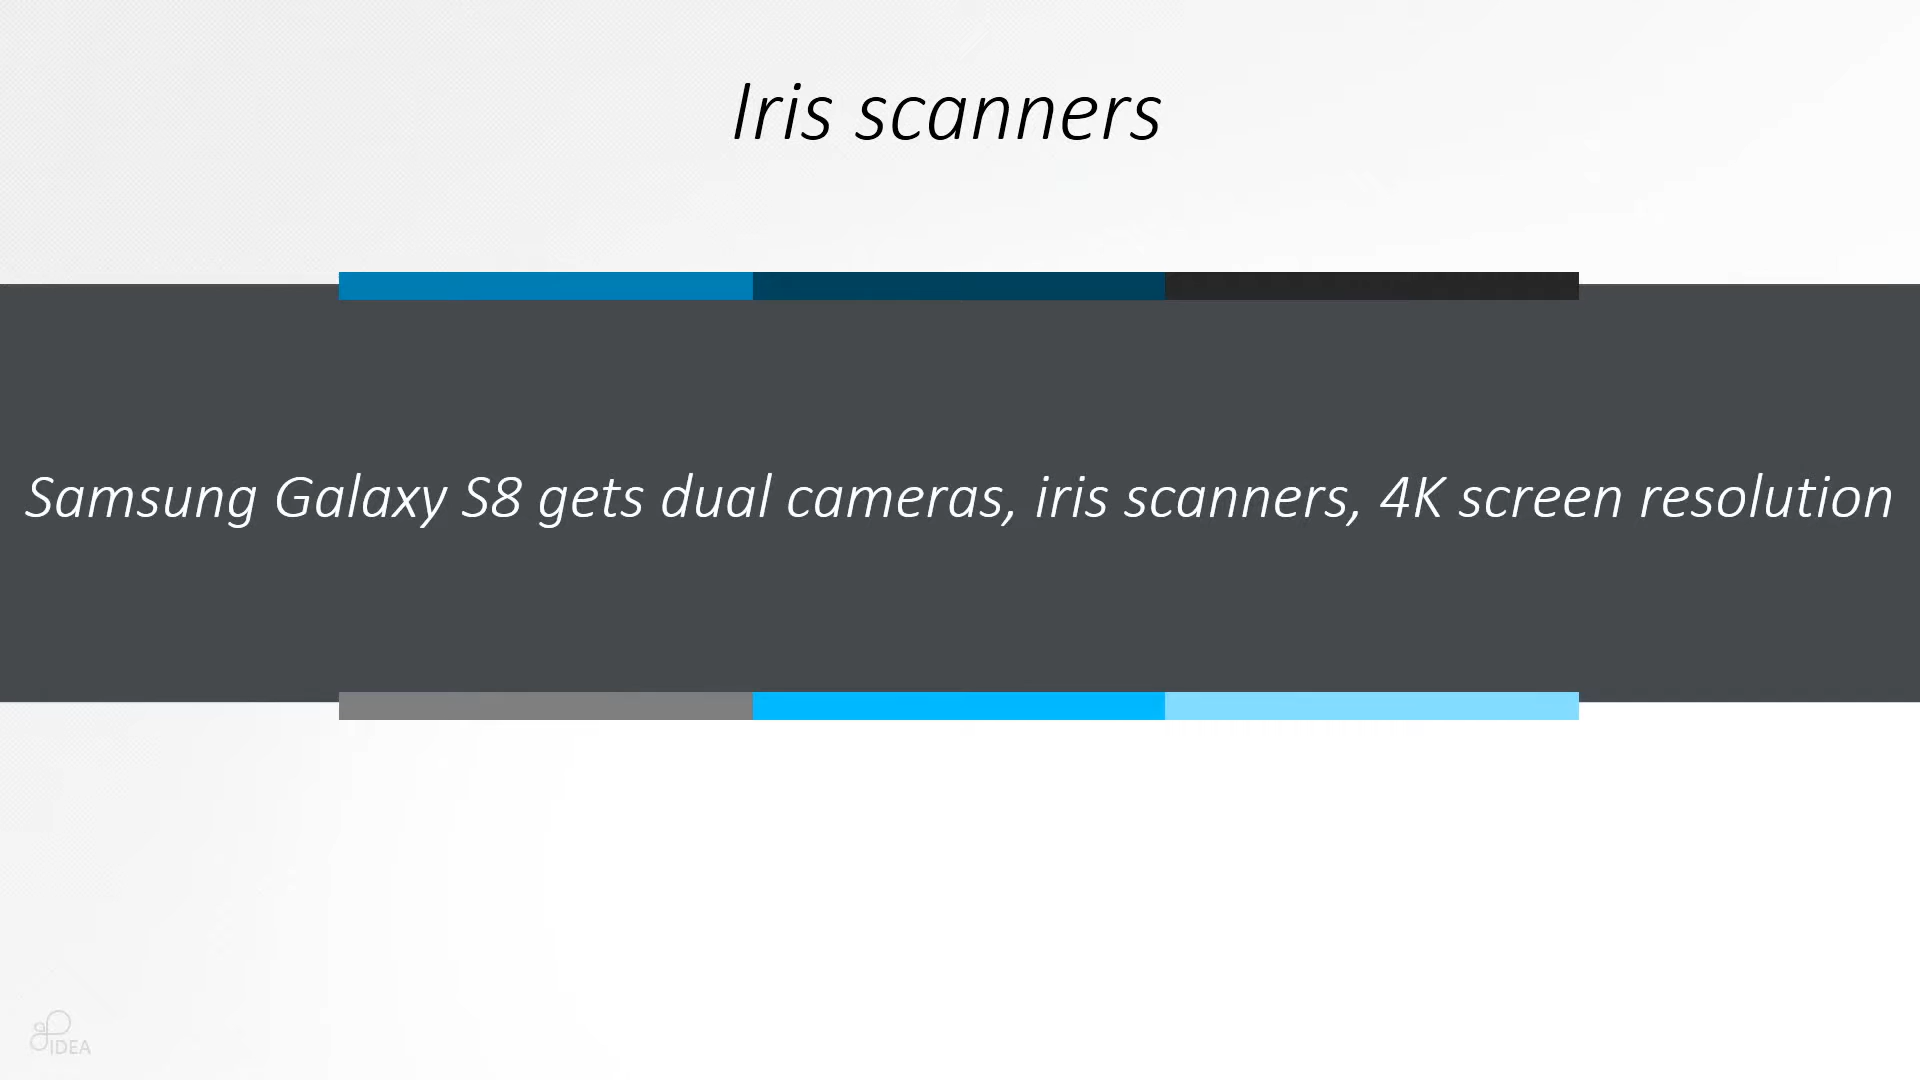 Iris scanners
Samsung Galaxy S8 gets dual cameras, iris scanners, 4K screen resolution
IDEA